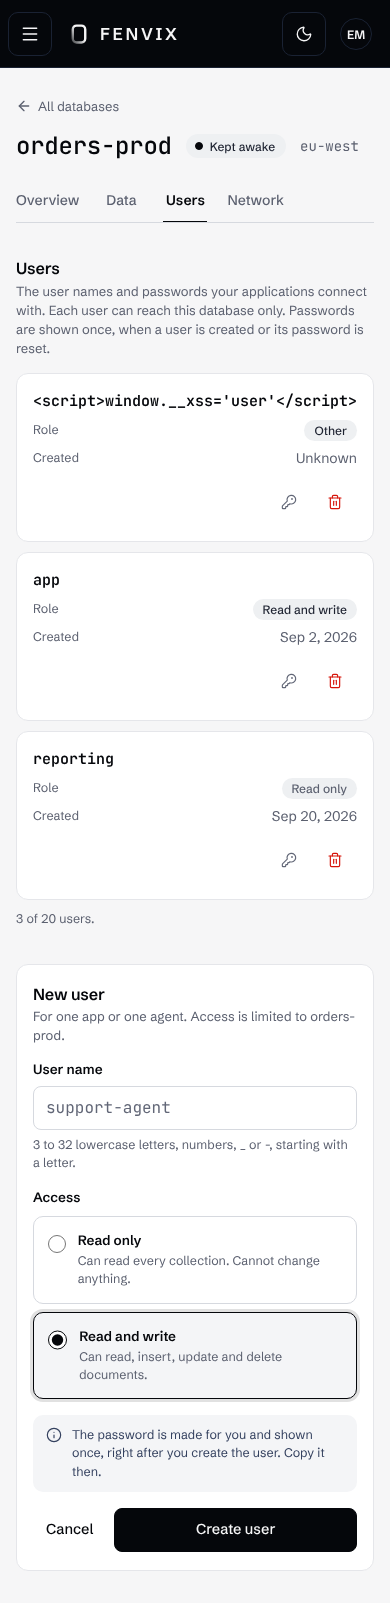 FENVIX
EM
All databases
orders-prod
Kept awake
eu-west
Overview
Data
Users
Network
Users
The user names and passwords your applications connect
with. Each user can reach this database only. Passwords
are shown once, when a user is created or its password is
reset.
<script>window.__xss='user'</script>
Role
Other
Created
Unknown
app
Role
Read and write
Created
Sep 2, 2026
reporting
Role
Read only
Created
Sep 20, 2026
3 of 20 users.
New user
For one app or one agent. Access is limited to orders-
prod.
User name
support-agent
3 to 32 lowercase letters, numbers, _ or -, starting with
a letter.
Access
Read only
Can read every collection. Cannot change
anything.
Read and write
Can read, insert, update and delete
documents.
The password is made for you and shown
once, right after you create the user. Copy it
then.
Cancel
Create user